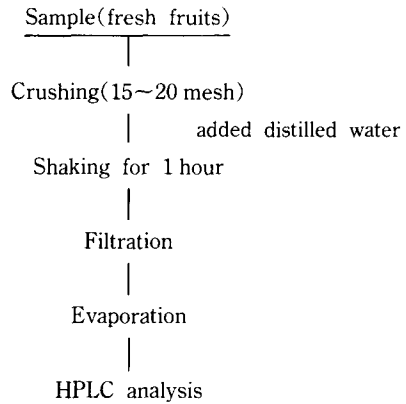 Sample(fresh fruits)
Crushing(15~20 mesh)
added distilled water
Shaking for 1 hour
Filtration
Evaporation
HPLC analysis